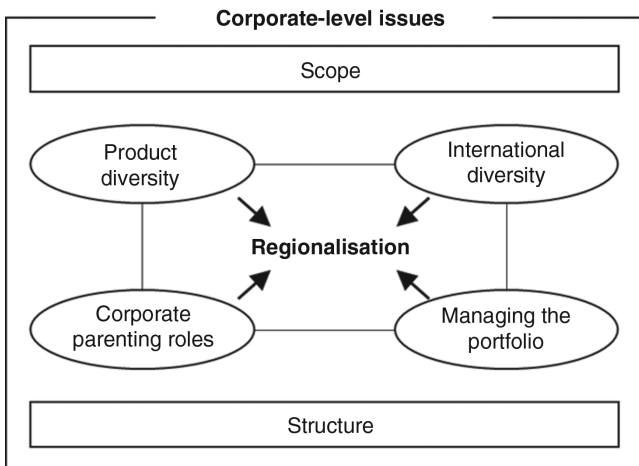 Corporate-level issues
Scope
Product
diversity
International
diversity
Regionalisation
Corporate
parenting roles
Managing the
portfolio
Structure